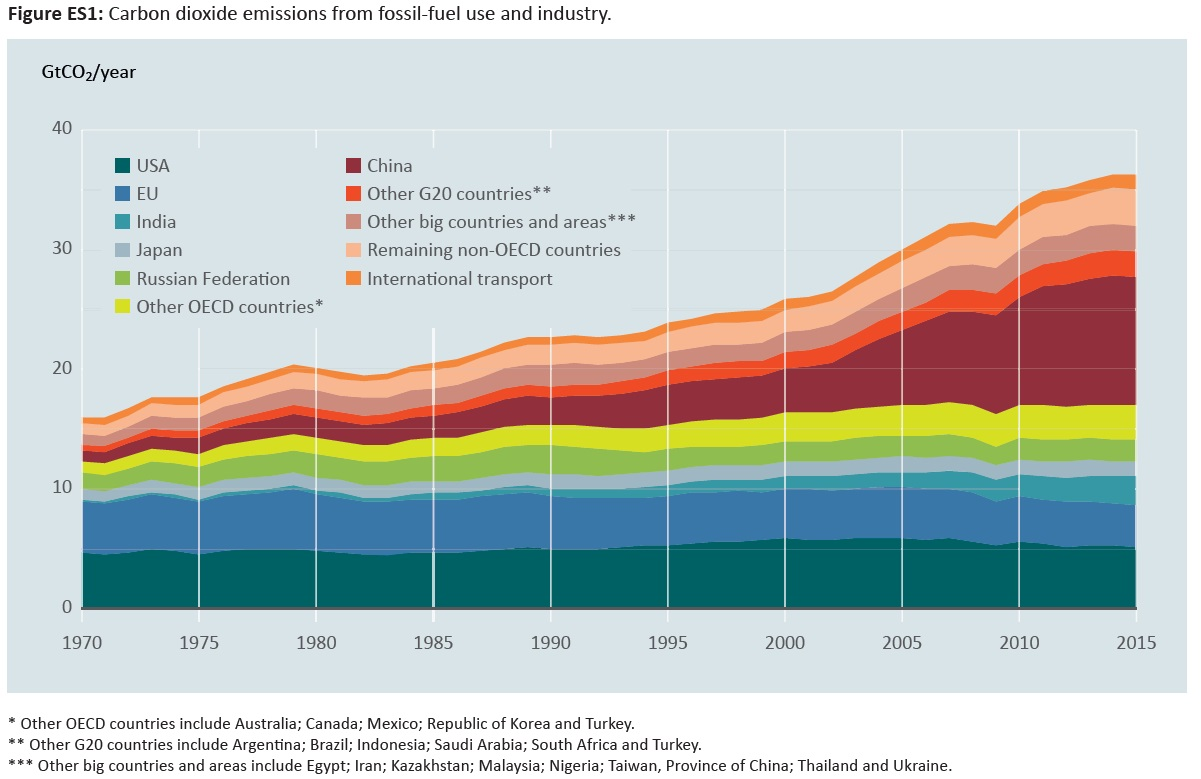 Figure ES1: Carbon dioxide emissions from fossil-fuel use and industry.
GtCO₂/year
40
30
20
10
0
USA
EU
India
Japan
Russian Federation
Other OECD countries*
China
Other G20 countries**
Other big countries and areas***
Remaining non-OECD countries
International transport
1970 1975 1980 1985 1990 1995 2000 2005 2010 2015
* Other OECD countries include Australia; Canada; Mexico; Republic of Korea and Turkey.
** Other G20 countries include Argentina; Brazil; Indonesia; Saudi Arabia; South Africa and Turkey.
*** Other big countries and areas include Egypt; Iran; Kazakhstan; Malaysia; Nigeria; Taiwan, Province of China; Thailand and Ukraine.